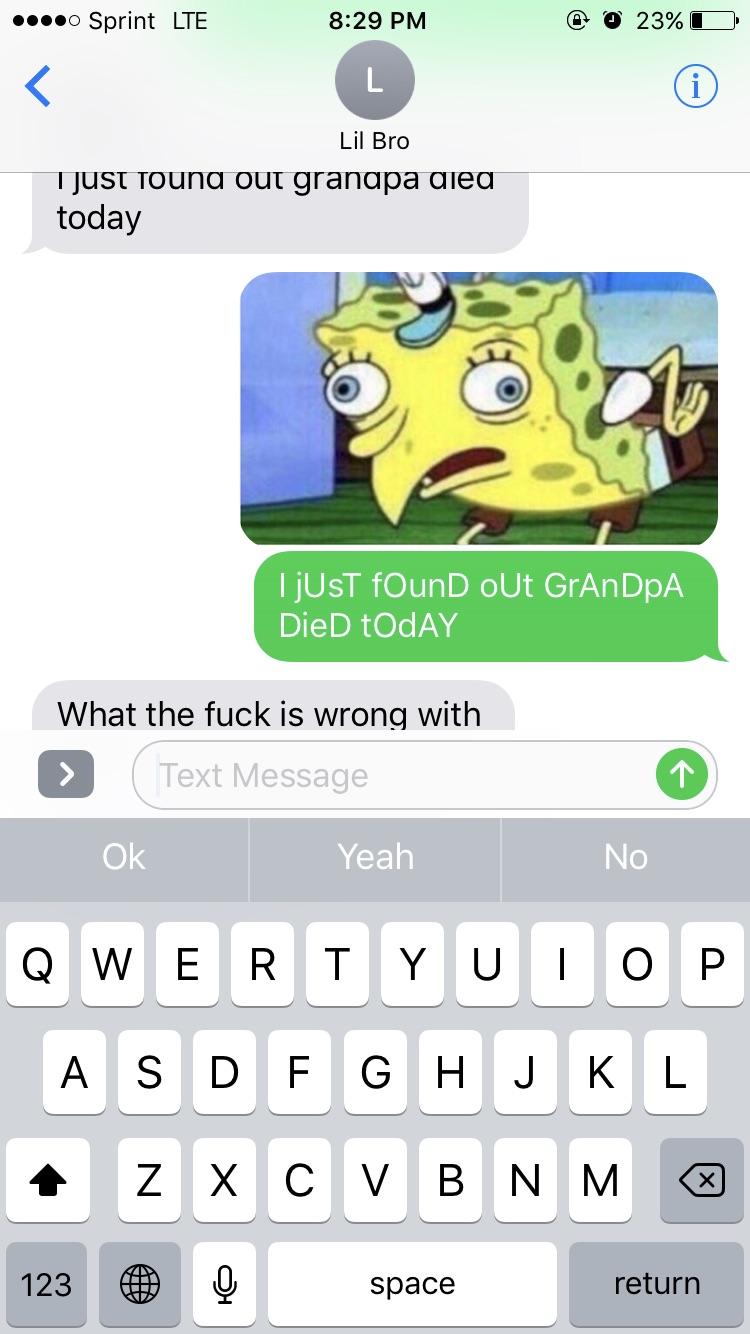 Sprint LTE 8:29 PM 23%
L
i
Lil Bro
I just found out grandpa died
today
I jUsT fOunD oUt GrAnDpA
DieD tOdAY
What the fuck is wrong with
Text Message
Ok Yeah No
Q W E R T Y U I O P
A S D F G H J K L
Z X C V B N M
123 space return